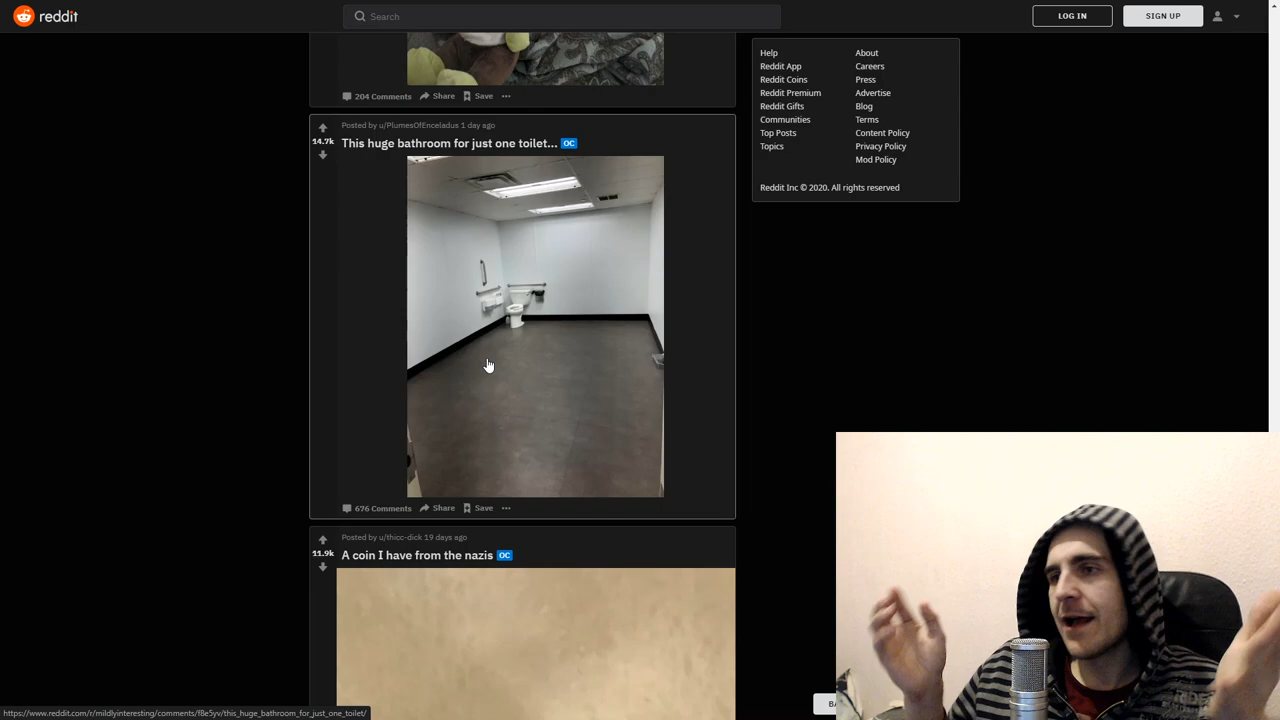 reddit
Search
LOG IN
SIGN UP
204 Comments
Share
Save
Posted by u/PlumesOfEnceladus 1 day ago
14.7k
This huge bathroom for just one toilet...
OC
676 Comments
Share
Save
Posted by u/thicc-dick 19 days ago
11.9k
A coin I have from the nazis
OC
Help
About
Reddit App
Careers
Reddit Coins
Press
Reddit Premium
Advertise
Reddit Gifts
Blog
Communities
Terms
Top Posts
Content Policy
Topics
Privacy Policy
Mod Policy
Reddit Inc © 2020. All rights reserved
https://www.reddit.com/r/mildlyinteresting/comments/f8e5yv/this_huge_bathroom_for_just_one_toilet/